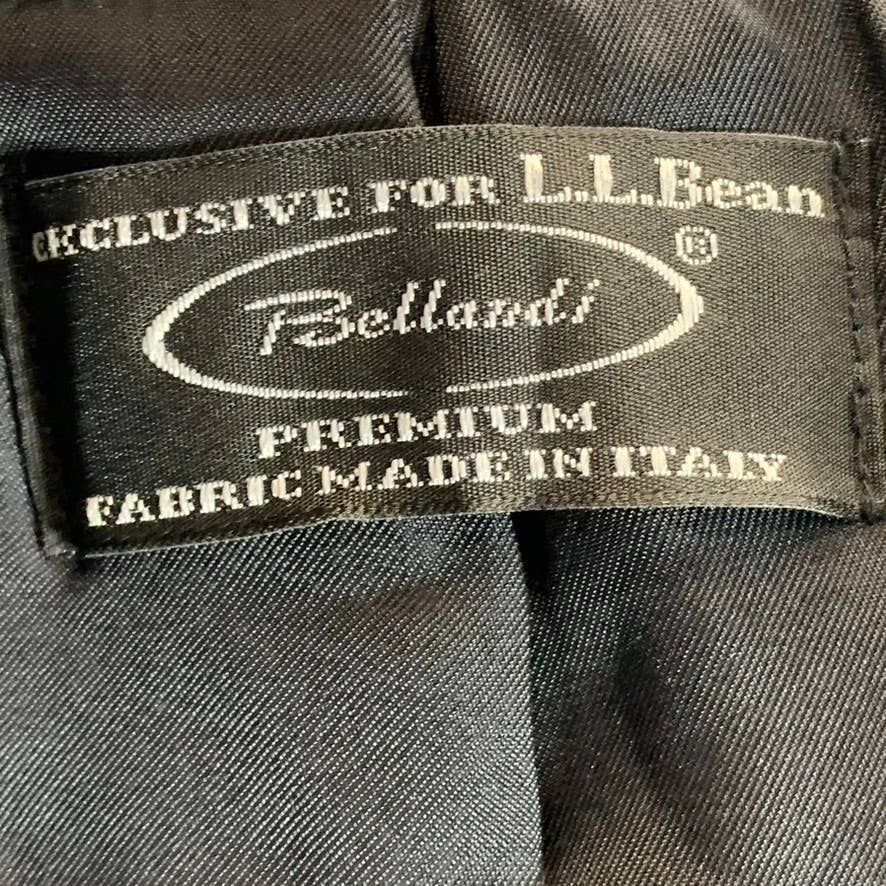 EXCLUSIVE FOR L.L.Bean
®
Bellandi
PREMIUM
FABRIC MADE IN ITALY